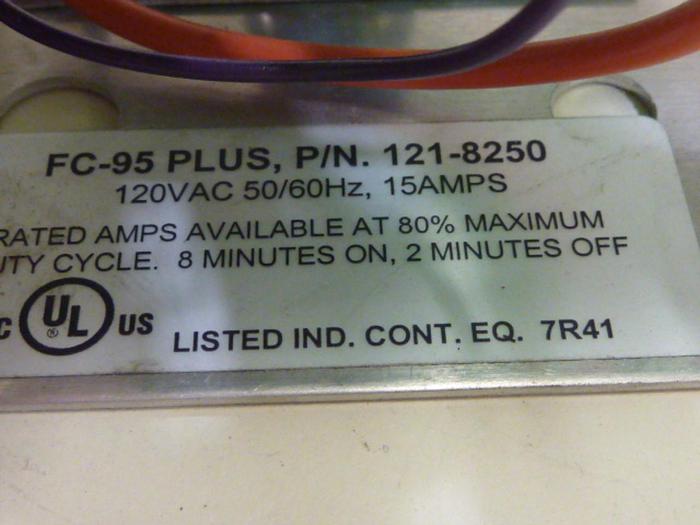 FC-95 PLUS, P/N. 121-8250
120VAC 50/60Hz, 15AMPS
RATED AMPS AVAILABLE AT 80% MAXIMUM
UTY CYCLE. 8 MINUTES ON, 2 MINUTES OFF
C UL ® US LISTED IND. CONT. EQ. 7R41